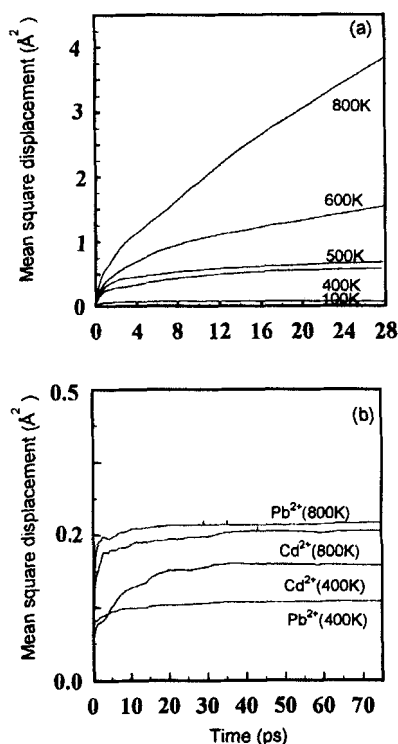 Mean square displacement (Å²)
(a)
4
3
2
1
0
800K
600K
500K
400K
100K
0 4 8 12 16 20 24 28
Mean square displacement (Å²)
(b)
0.5
0.2
0.0
Pb²⁺(800K)
Cd²⁺(800K)
Cd²⁺(400K)
Pb²⁺(400K)
0 10 20 30 40 50 60 70
Time (ps)